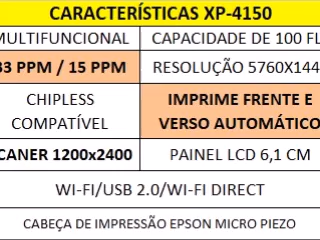 CARACTERÍSTICAS XP-4150
MULTIFUNCIONAL
CAPACIDADE DE 100 FL
33 PPM / 15 PPM
RESOLUÇÃO 5760X144
CHIPLESS
COMPATÍVEL
IMPRIME FRENTE E
VERSO AUTOMÁTICO
CANER 1200x2400
PAINEL LCD 6,1 CM
WI-FI/USB 2.0/WI-FI DIRECT
CABEÇA DE IMPRESSÃO EPSON MICRO PIEZO